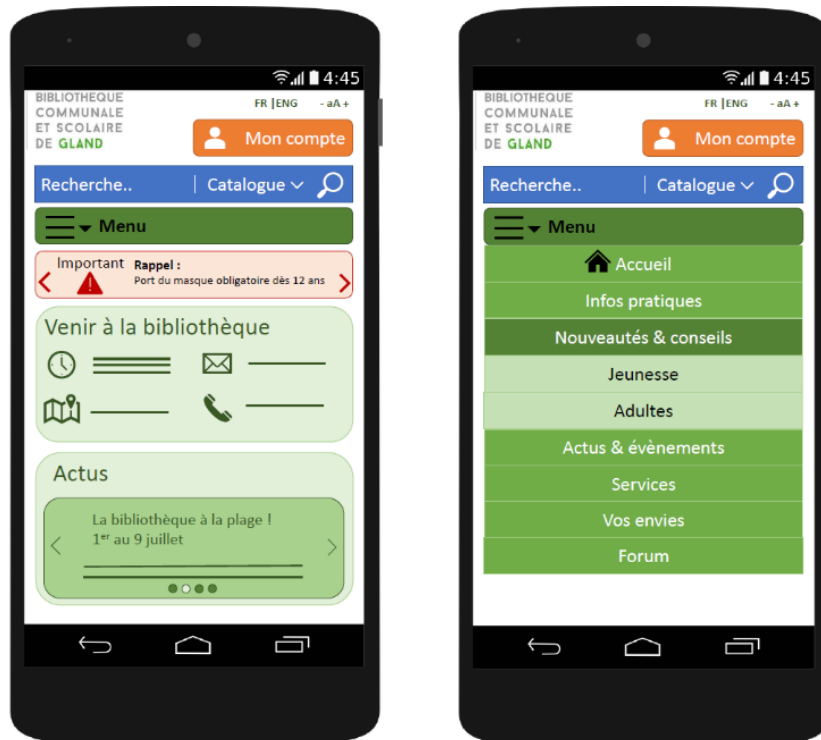 4:45
BIBLIOTHEQUE
COMMUNALE
ET SCOLAIRE
DE GLAND
FR |ENG - aA +
Mon compte
Recherche.. | Catalogue
Menu
Important Rappel :
Port du masque obligatoire dès 12 ans
Venir à la bibliothèque
Actus
La bibliothèque à la plage !
1er au 9 juillet
4:45
BIBLIOTHEQUE
COMMUNALE
ET SCOLAIRE
DE GLAND
FR |ENG - aA +
Mon compte
Recherche.. | Catalogue
Menu
Accueil
Infos pratiques
Nouveautés & conseils
Jeunesse
Adultes
Actus & évènements
Services
Vos envies
Forum